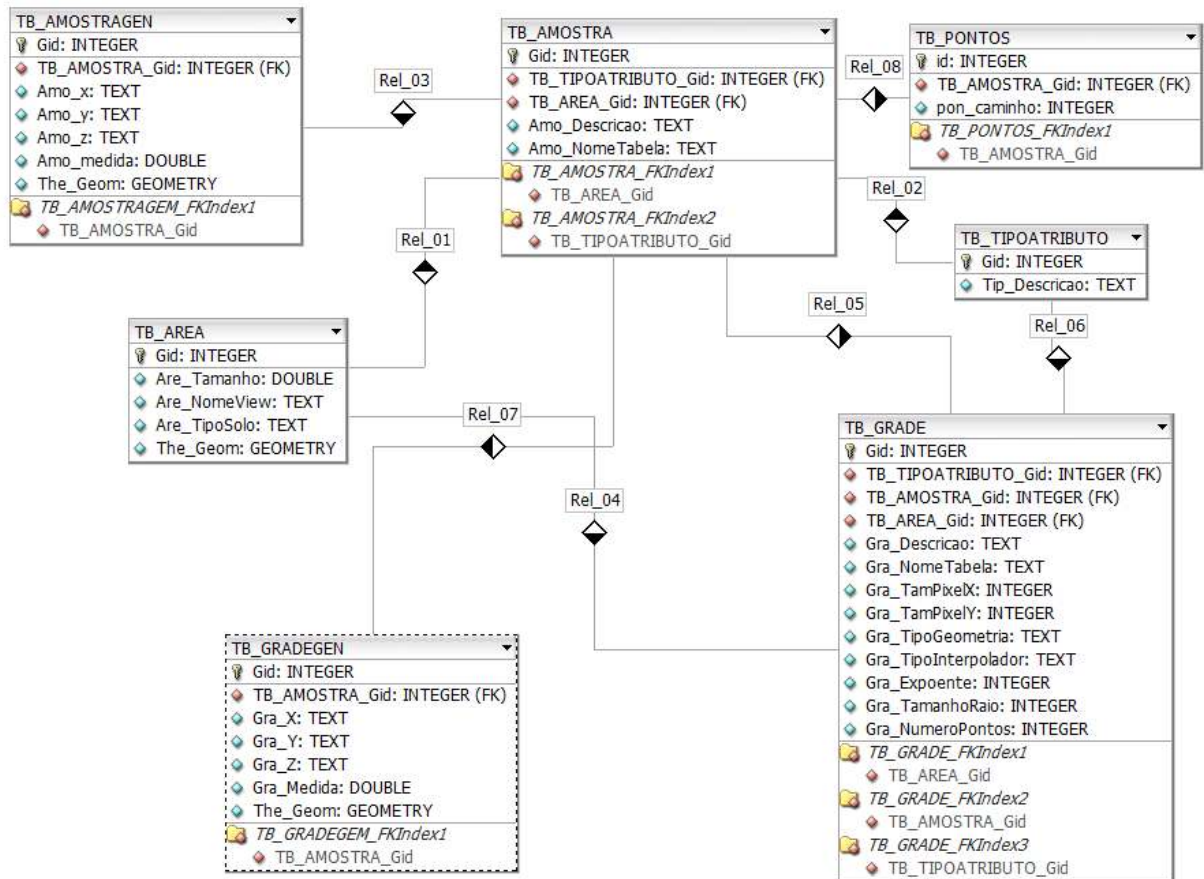 TB_AMOSTRAGEN
Gid: INTEGER
TB_AMOSTRA_Gid: INTEGER (FK)
Amo_x: TEXT
Amo_y: TEXT
Amo_z: TEXT
Amo_medida: DOUBLE
The_Geom: GEOMETRY
TB_AMOSTRAGEM_FKIndex1
TB_AMOSTRA_Gid
Rel_03
TB_AMOSTRA
Gid: INTEGER
TB_TIPOATRIBUTO_Gid: INTEGER (FK)
TB_AREA_Gid: INTEGER (FK)
Amo_Descricao: TEXT
Amo_NomeTabela: TEXT
TB_AMOSTRA_FKIndex1
TB_AREA_Gid
TB_AMOSTRA_FKIndex2
TB_TIPOATRIBUTO_Gid
Rel_08
TB_PONTOS
id: INTEGER
TB_AMOSTRA_Gid: INTEGER (FK)
pon_caminho: INTEGER
TB_PONTOS_FKIndex1
TB_AMOSTRA_Gid
Rel_02
Rel_01
TB_TIPOATRIBUTO
Gid: INTEGER
Tip_Descricao: TEXT
Rel_05
Rel_06
TB_AREA
Gid: INTEGER
Are_Tamanho: DOUBLE
Are_NomeView: TEXT
Are_TipoSolo: TEXT
The_Geom: GEOMETRY
Rel_07
Rel_04
TB_GRADE
Gid: INTEGER
TB_TIPOATRIBUTO_Gid: INTEGER (FK)
TB_AMOSTRA_Gid: INTEGER (FK)
TB_AREA_Gid: INTEGER (FK)
Gra_Descricao: TEXT
Gra_NomeTabela: TEXT
Gra_TamPixelX: INTEGER
Gra_TamPixelY: INTEGER
Gra_TipoGeometria: TEXT
Gra_TipoInterpolador: TEXT
Gra_Expoente: INTEGER
Gra_TamanhoRaio: INTEGER
Gra_NumeroPontos: INTEGER
TB_GRADE_FKIndex1
TB_AREA_Gid
TB_GRADE_FKIndex2
TB_AMOSTRA_Gid
TB_GRADE_FKIndex3
TB_TIPOATRIBUTO_Gid
TB_GRADEGEN
Gid: INTEGER
TB_AMOSTRA_Gid: INTEGER (FK)
Gra_X: TEXT
Gra_Y: TEXT
Gra_Z: TEXT
Gra_Medida: DOUBLE
The_Geom: GEOMETRY
TB_GRADEGEM_FKIndex1
TB_AMOSTRA_Gid